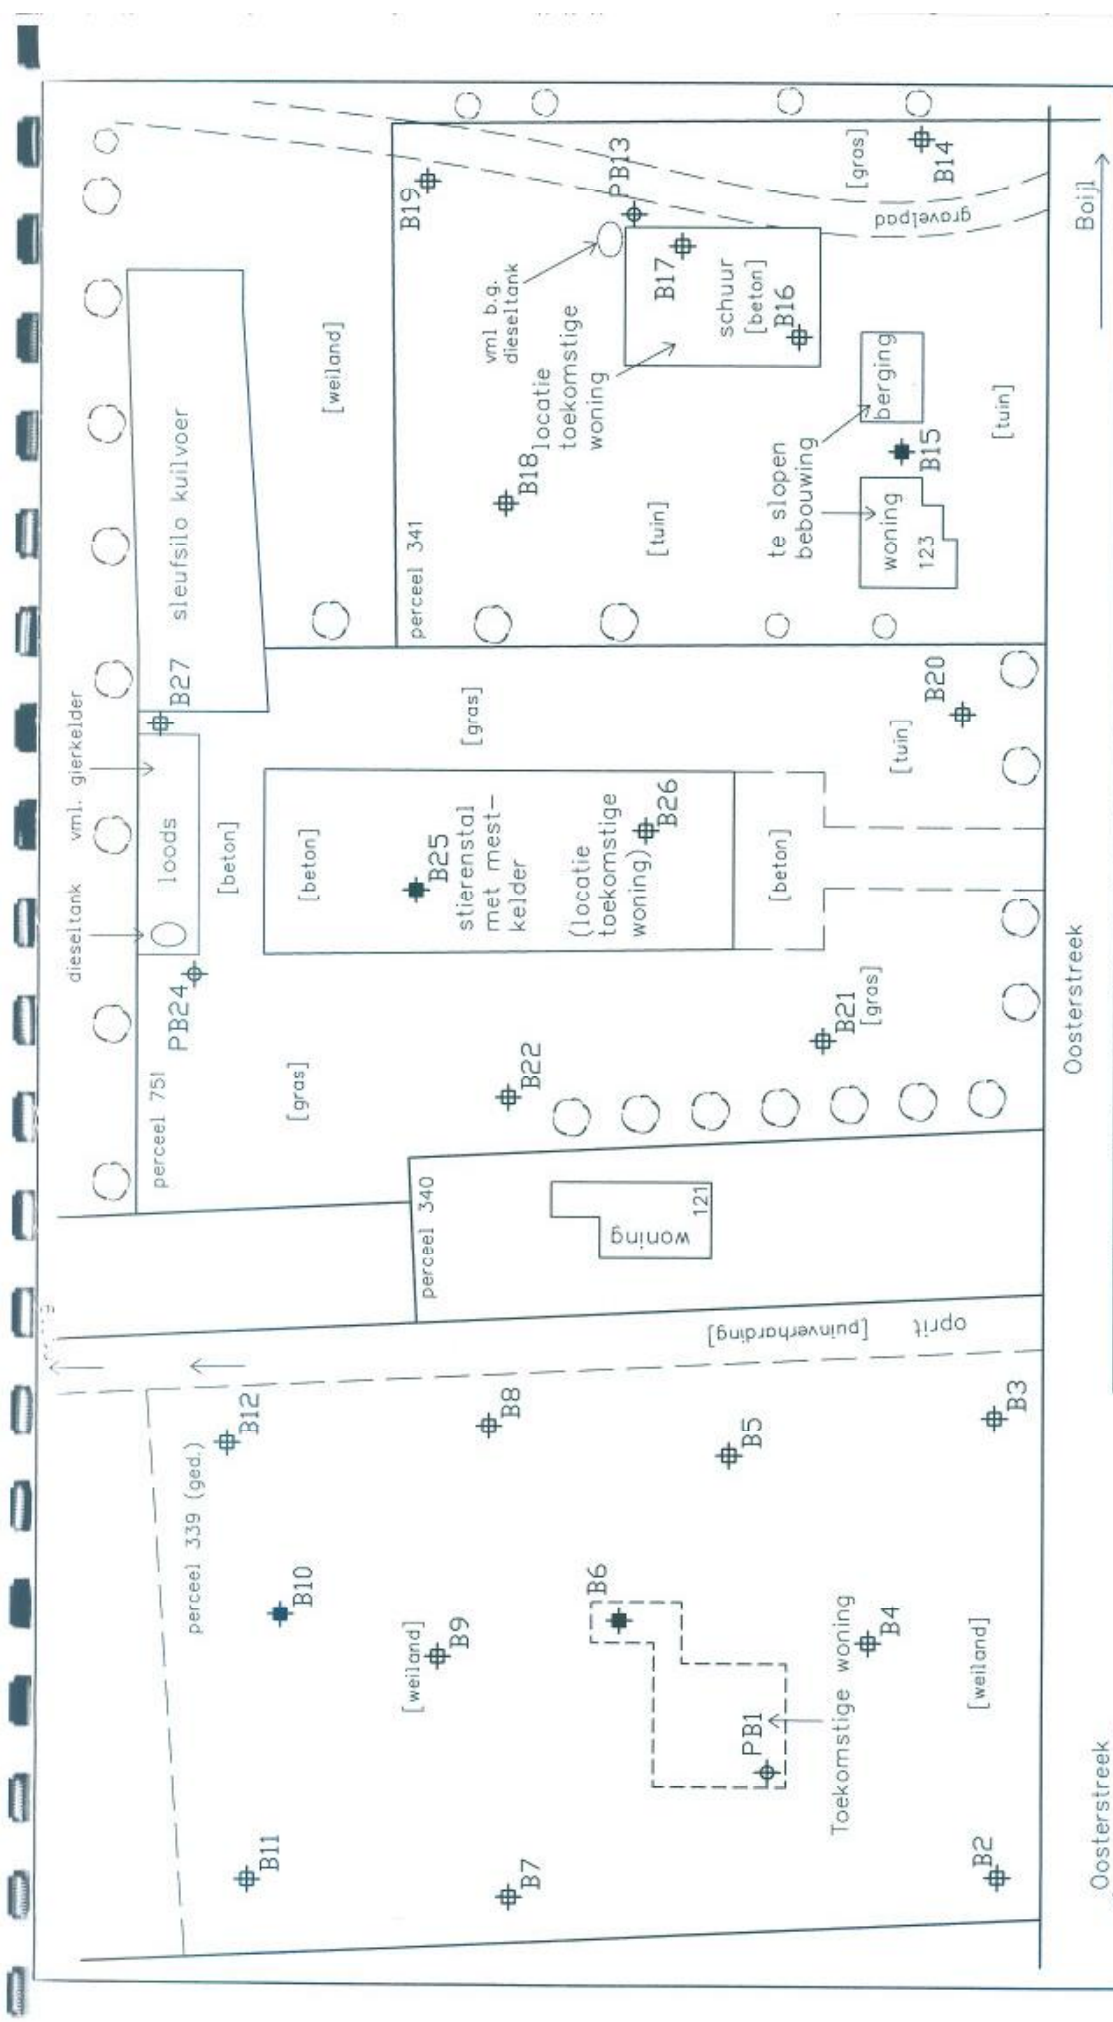 B11
B7
B2
B10
B9
[weiland]
B6
PB1
Toekomstige woning
B4
[weiland]
perceel 339 (ged.)
B12
B8
B5
B3
oprit [puinverharding]
perceel 340
woning
121
perceel 751
[gras]
PB24
B22
B21
[gras]
dieseltank
vml. gierkelder
loods
[beton]
[beton]
B25
stierenstal
met mest-
kelder
(locatie
toekomstige
woning)
B26
[beton]
B27
sleufsilo kuilvoer
[gras]
[tuin]
B20
[weiland]
perceel 341
B18
[tuin]
locatie
toekomstige
woning
vml b.g.
dieseltank
B19
PB13
B17
schuur
[beton]
B16
te slopen
bebouwing
woning
123
B15
berging
[tuin]
gravelpad
[gras]
B14
Oosterstreek
Oosterstreek
Boijl